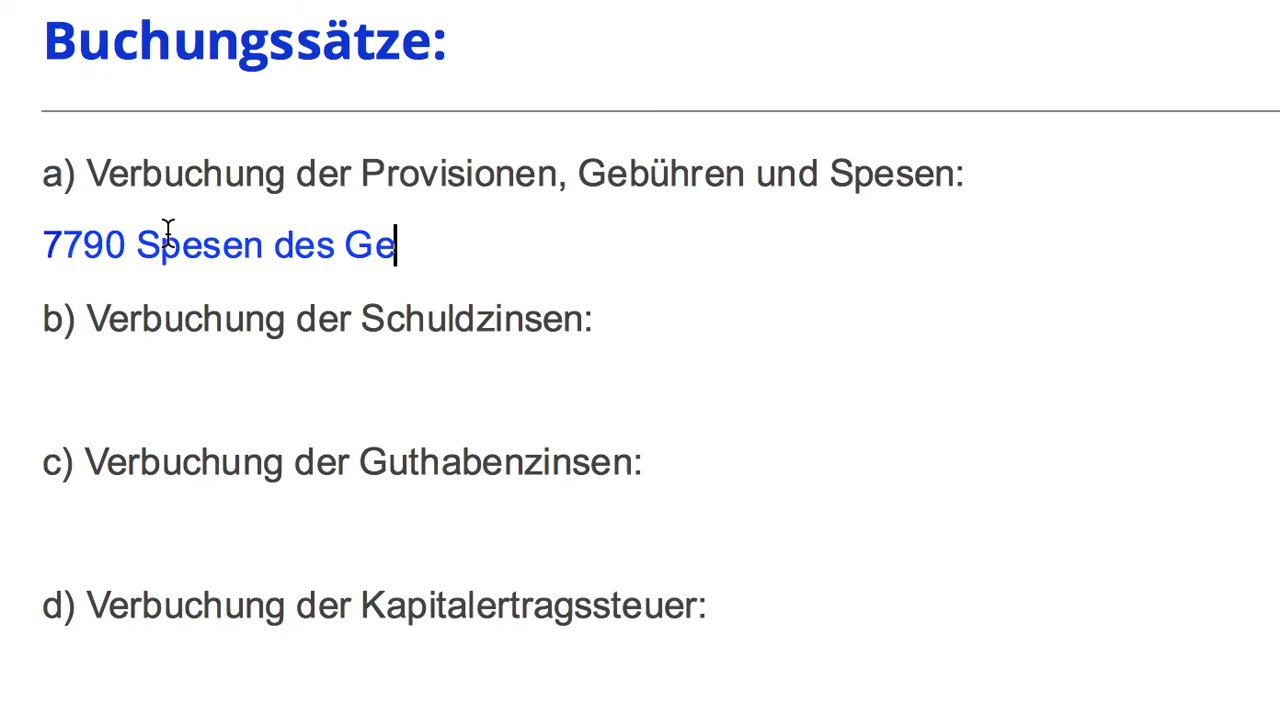 Buchungssätze:
a) Verbuchung der Provisionen, Gebühren und Spesen:
7790 Spesen des Ge
b) Verbuchung der Schuldzinsen:
c) Verbuchung der Guthabenzinsen:
d) Verbuchung der Kapitalertragssteuer: